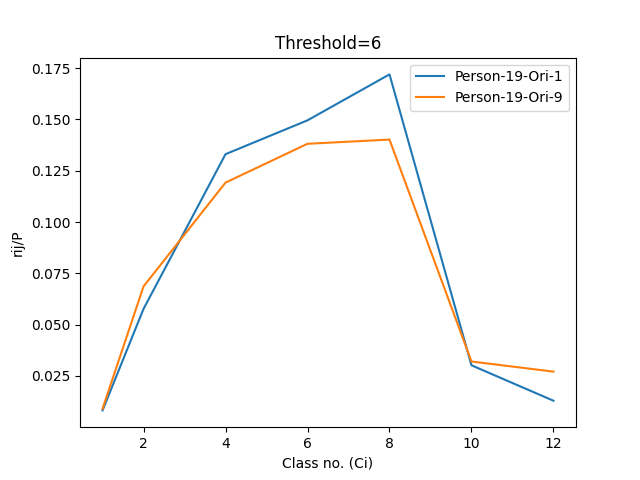 Threshold=6
Person-19-Ori-1
Person-19-Ori-9
rij/P
0.175
0.150
0.125
0.100
0.075
0.050
0.025
2 4 6 8 10 12
Class no. (Ci)